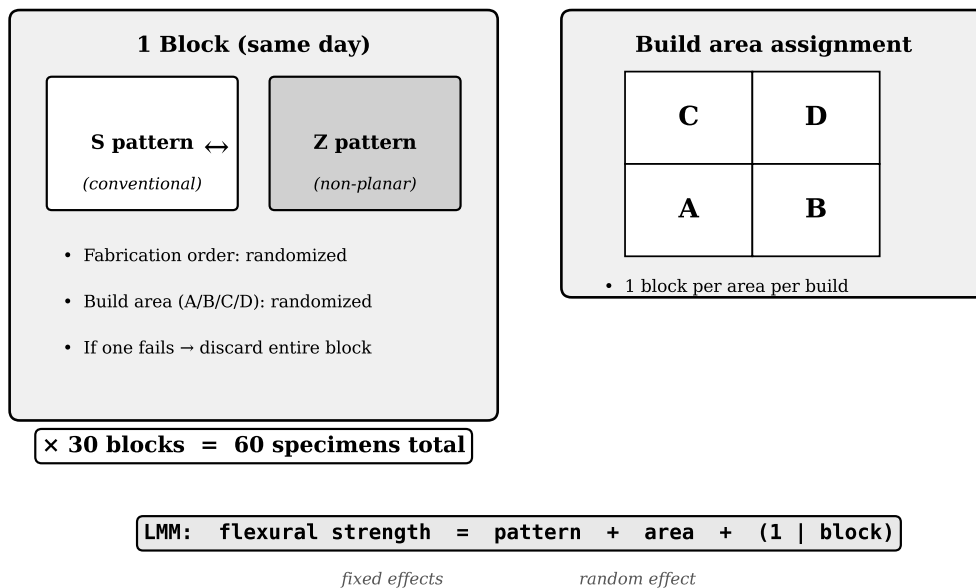 1 Block (same day)
S pattern ↔
(conventional)
Z pattern
(non-planar)
• Fabrication order: randomized
• Build area (A/B/C/D): randomized
• If one fails → discard entire block
× 30 blocks = 60 specimens total
Build area assignment
C D
A B
• 1 block per area per build
LMM: flexural strength = pattern + area + (1 | block)
fixed effects random effect